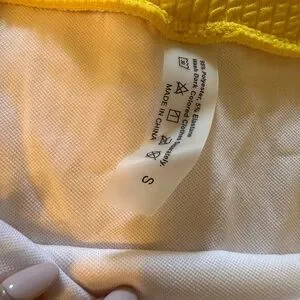 95% Polyester, 5% Elastane
Wash Dark Colored Clothes Separately.
MADE IN CHINA
S